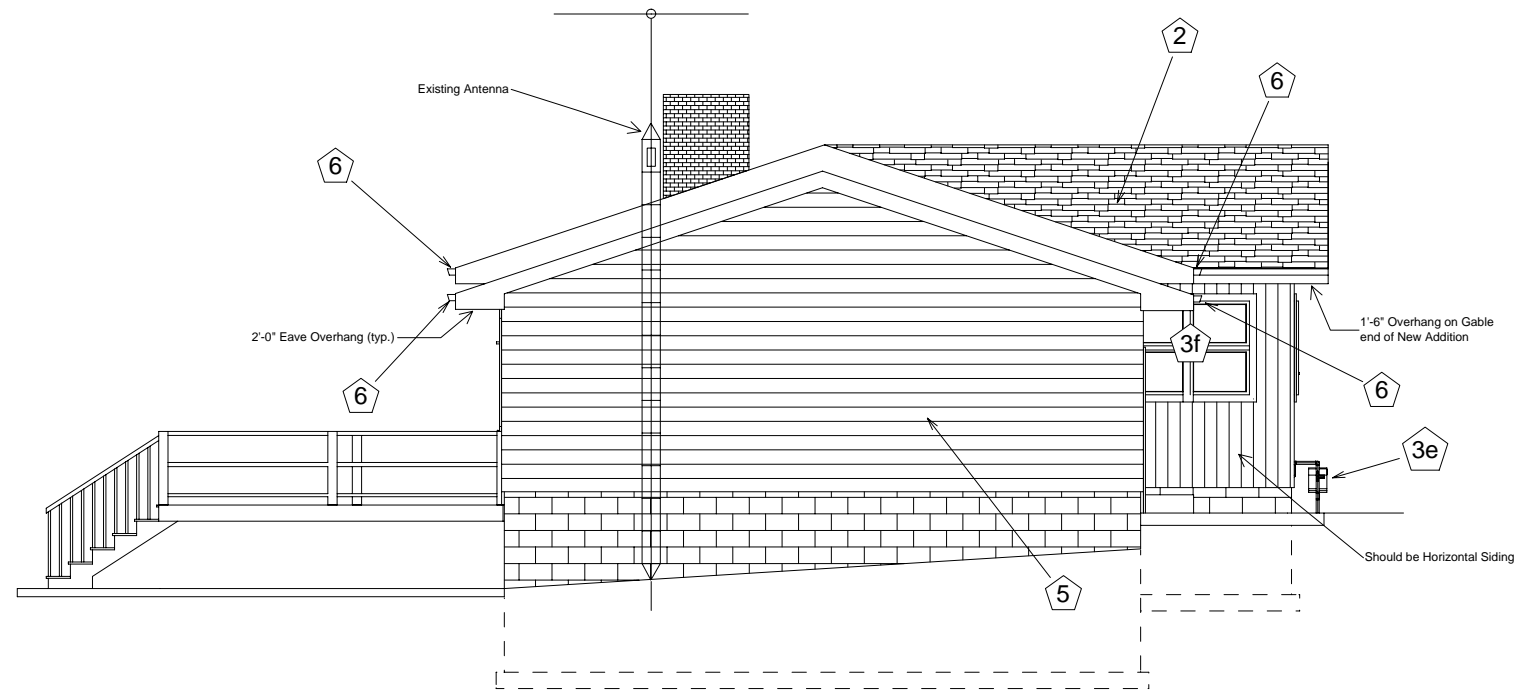 2
6
Existing Antenna
6
1'-6" Overhang on Gable
end of New Addition
2'-0" Eave Overhang (typ.)
3f
6
6
3e
Should be Horizontal Siding
5